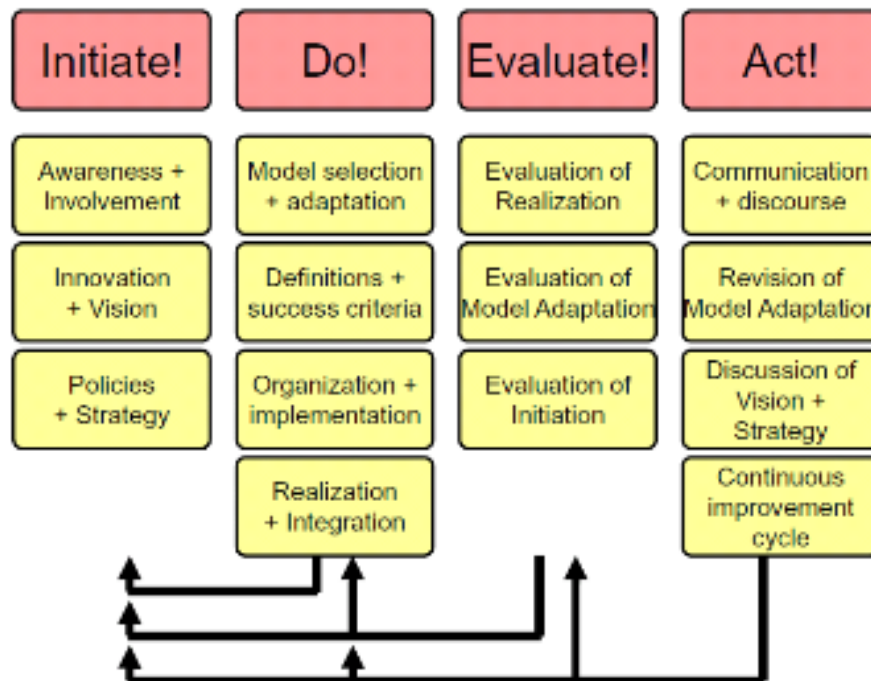 Initiate!
Do!
Evaluate!
Act!
Awareness +
Involvement
Innovation
+ Vision
Policies
+ Strategy
Model selection
+ adaptation
Definitions +
success criteria
Organization +
implementation
Realization
+ Integration
Evaluation of
Realization
Evaluation of
Model Adaptation
Evaluation of
Initiation
Communication
+ discourse
Revision of
Model Adaptation
Discussion of
Vision +
Strategy
Continuous
improvement
cycle